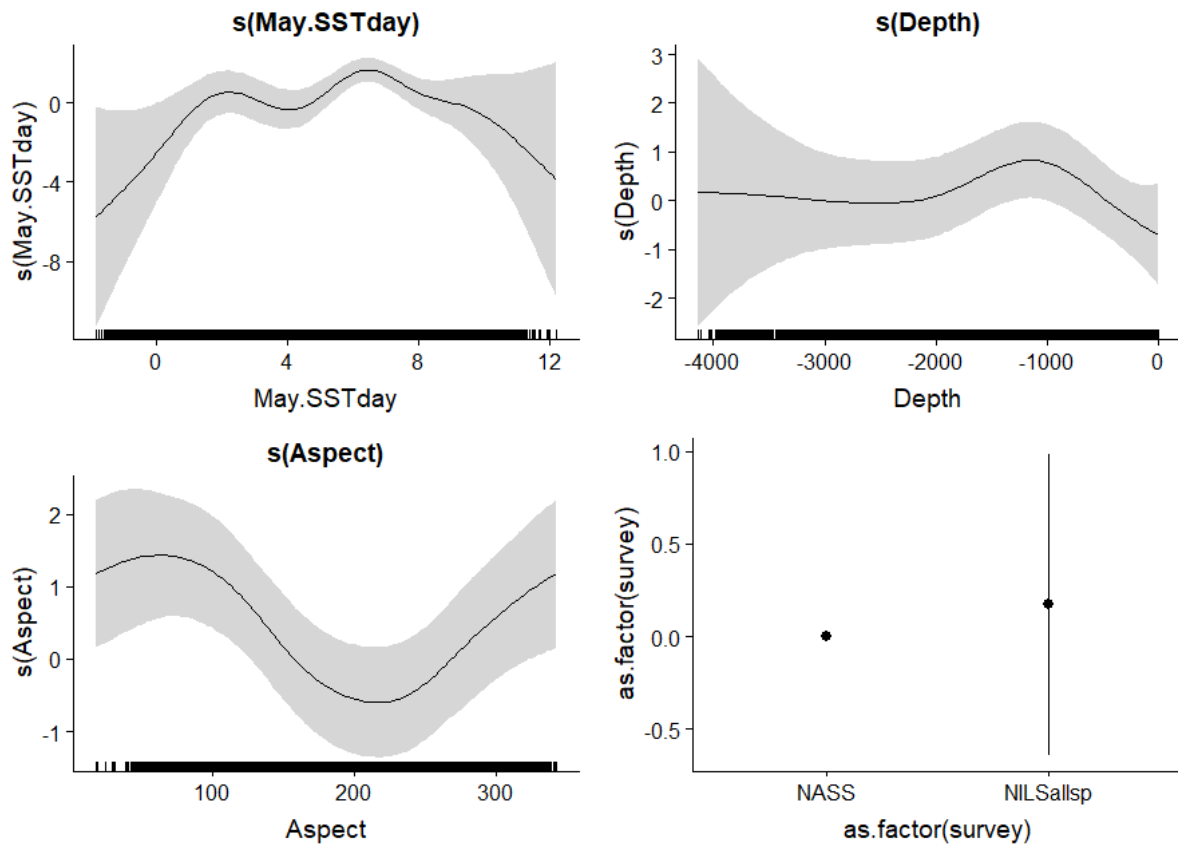 s(May.SSTday)
s(May.SSTday)
0
-4
-8
0
4
8
12
May.SSTday
s(Depth)
s(Depth)
3
2
1
0
-1
-2
-4000
-3000
-2000
-1000
0
Depth
s(Aspect)
s(Aspect)
2
1
0
-1
100
200
300
Aspect
as.factor(survey)
1.0
0.5
0.0
-0.5
NASS
NILSallsp
as.factor(survey)